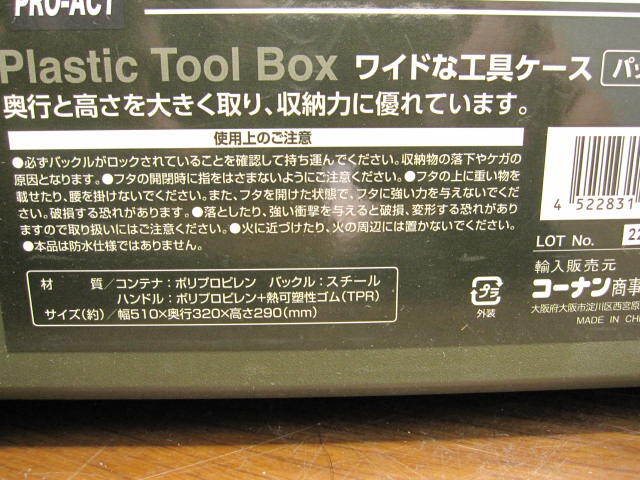 PRO-ACT
Plastic Tool Box ワイドな工具ケース
奥行と高さを大きく取り、収納力に優れています。
使用上のご注意
●必ずバックルがロックされていることを確認して持ち運んでください。収納物の落下やケガの
原因となります。●フタの開閉時に指をはさまないようにご注意ください。●フタの上に重い物を
載せたり、腰を掛けないでください。また、フタを開けた状態で、フタに強い力を与えないでくだ
さい。破損する恐れがあります。●落としたり、強い衝撃を与えると破損、変形する恐れがあり
ますので取り扱いにはご注意ください。●火に近づけたり、火の周辺には置かないでください。
●本品は防水仕様ではありません。
材 質/コンテナ:ポリプロピレン バックル:スチール
ハンドル:ポリプロピレン+熱可塑性ゴム(TPR)
サイズ(約)/幅510×奥行320×高さ290(mm)
プラ
外装
4 522831
LOT No. 22
輸入販売元
コーナン商事
大阪府大阪市淀川区西宮原
MADE IN CHI